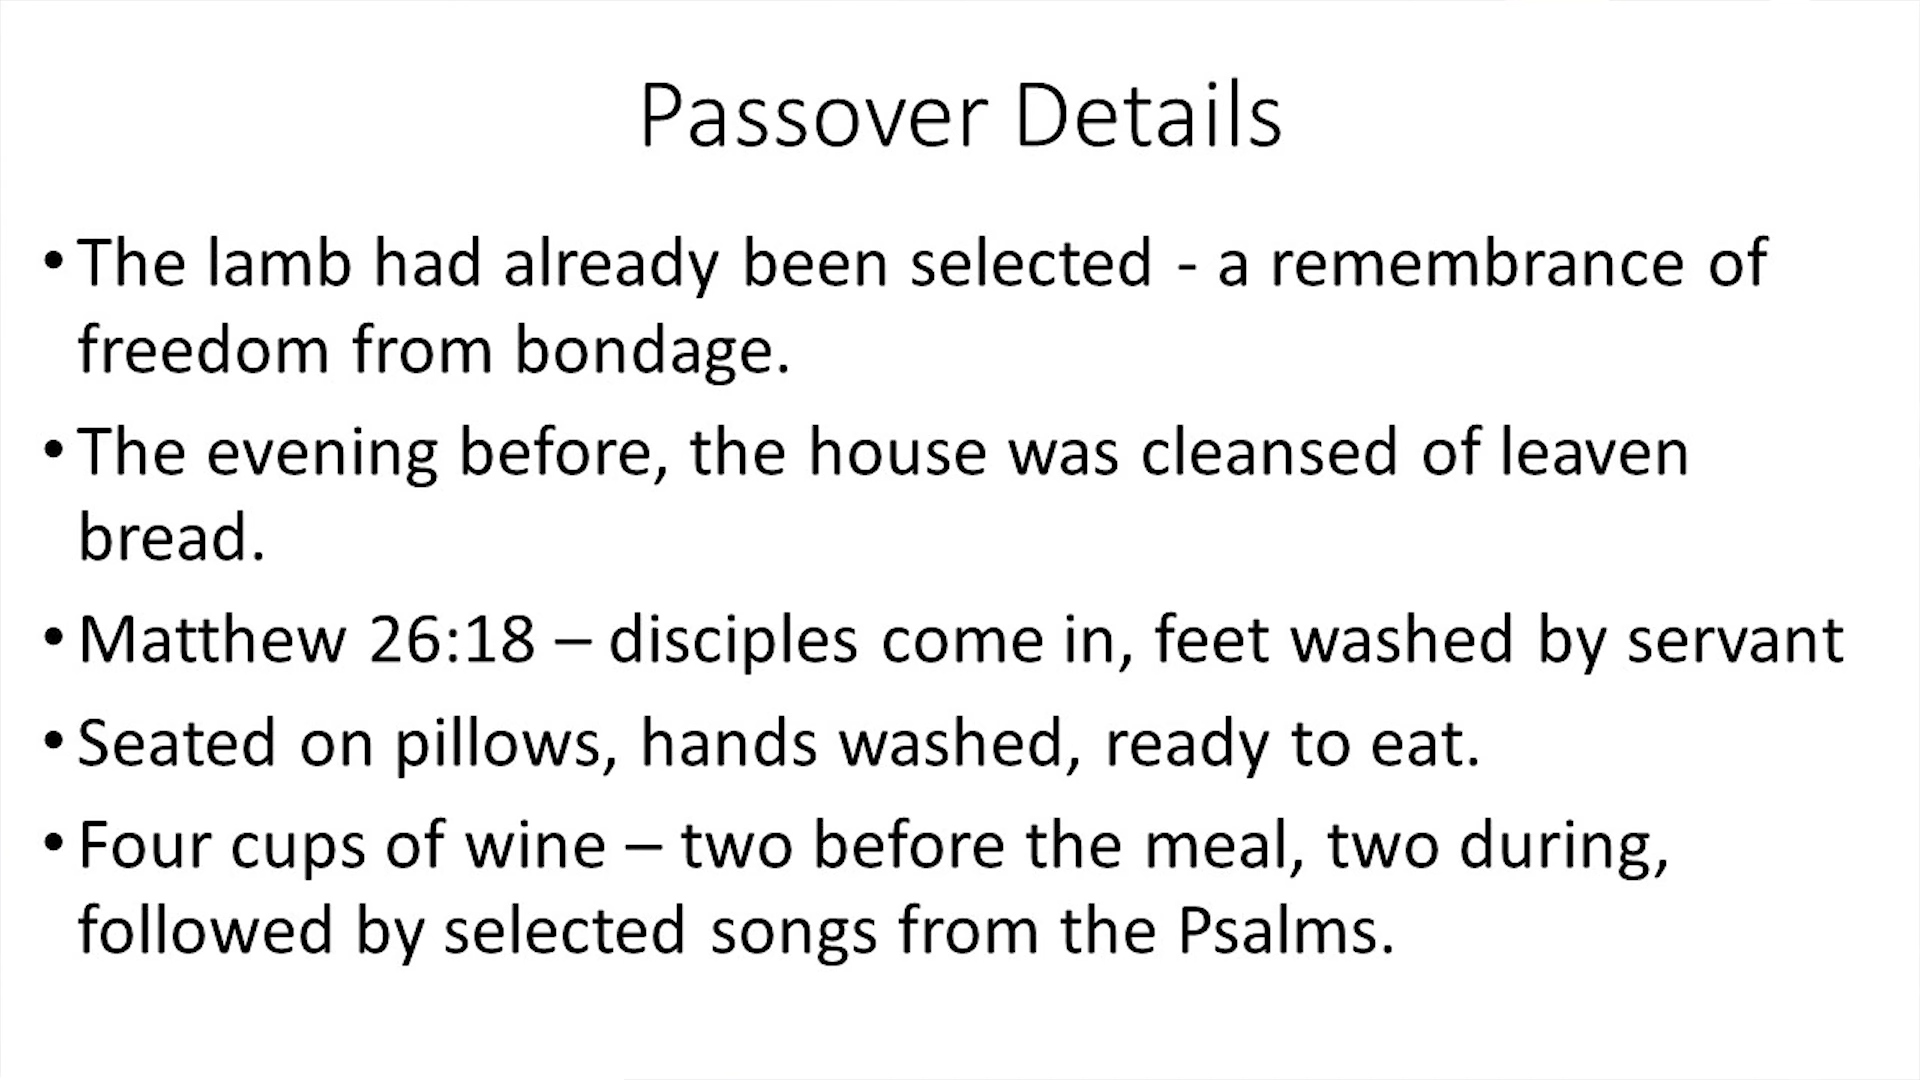 Passover Details
• The lamb had already been selected - a remembrance of
freedom from bondage.
• The evening before, the house was cleansed of leaven
bread.
• Matthew 26:18 – disciples come in, feet washed by servant
• Seated on pillows, hands washed, ready to eat.
• Four cups of wine – two before the meal, two during,
followed by selected songs from the Psalms.